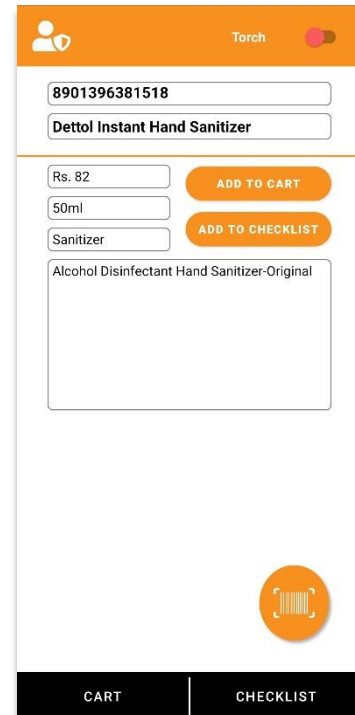 Torch
8901396381518
Dettol Instant Hand Sanitizer
Rs. 82
ADD TO CART
50ml
ADD TO CHECKLIST
Sanitizer
Alcohol Disinfectant Hand Sanitizer-Original
CART
CHECKLIST